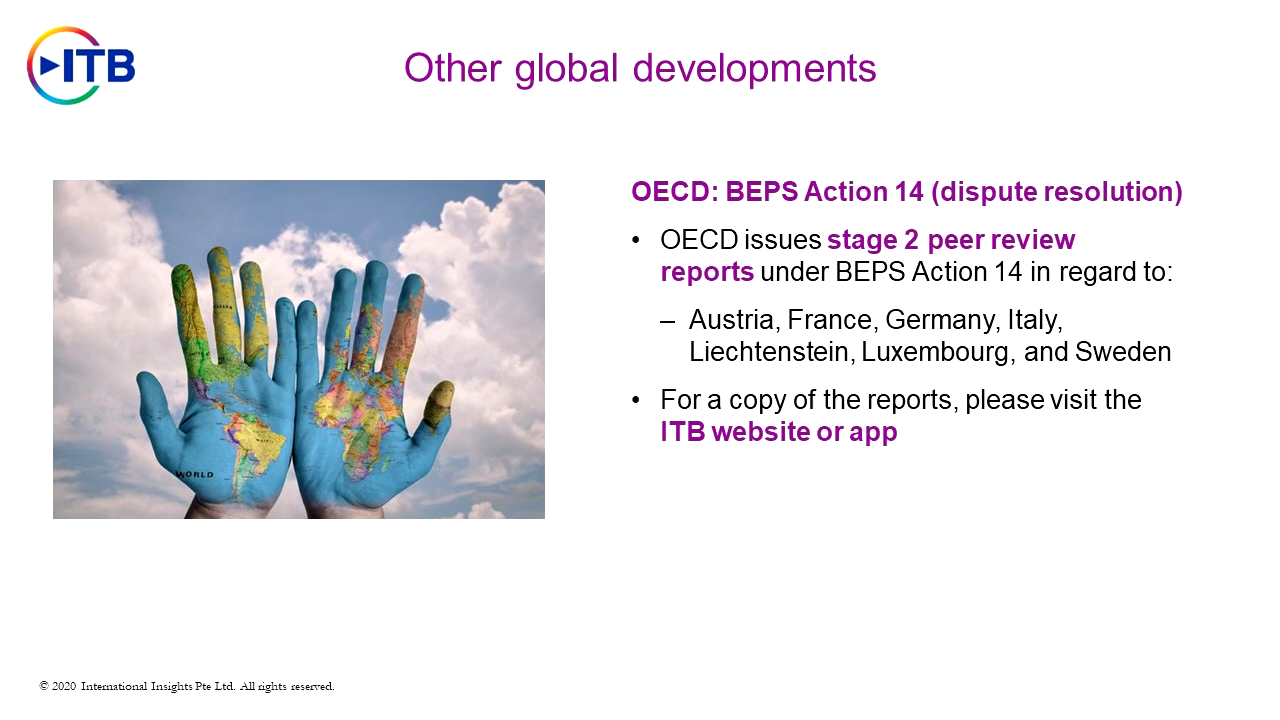 ITB
Other global developments
OECD: BEPS Action 14 (dispute resolution)
• OECD issues stage 2 peer review
reports under BEPS Action 14 in regard to:
– Austria, France, Germany, Italy,
Liechtenstein, Luxembourg, and Sweden
• For a copy of the reports, please visit the
ITB website or app
WORLD
© 2020 International Insights Pte Ltd. All rights reserved.